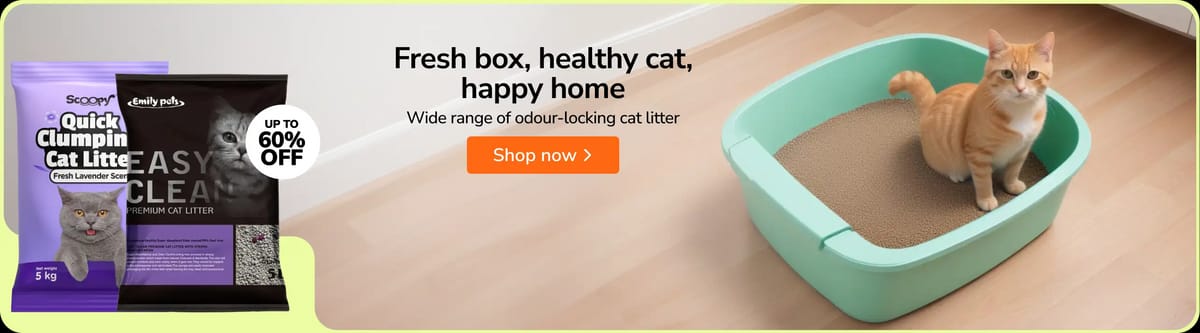 Fresh box, healthy cat,
happy home
Wide range of odour-locking cat litter
Shop now
UP TO
60%
OFF
Scoopy
Quick
Clumpin
Cat Litte
Fresh Lavender Scen
Net weight
5 kg
Emily pets
EASY
CLEAN
PREMIUM CAT LITTER